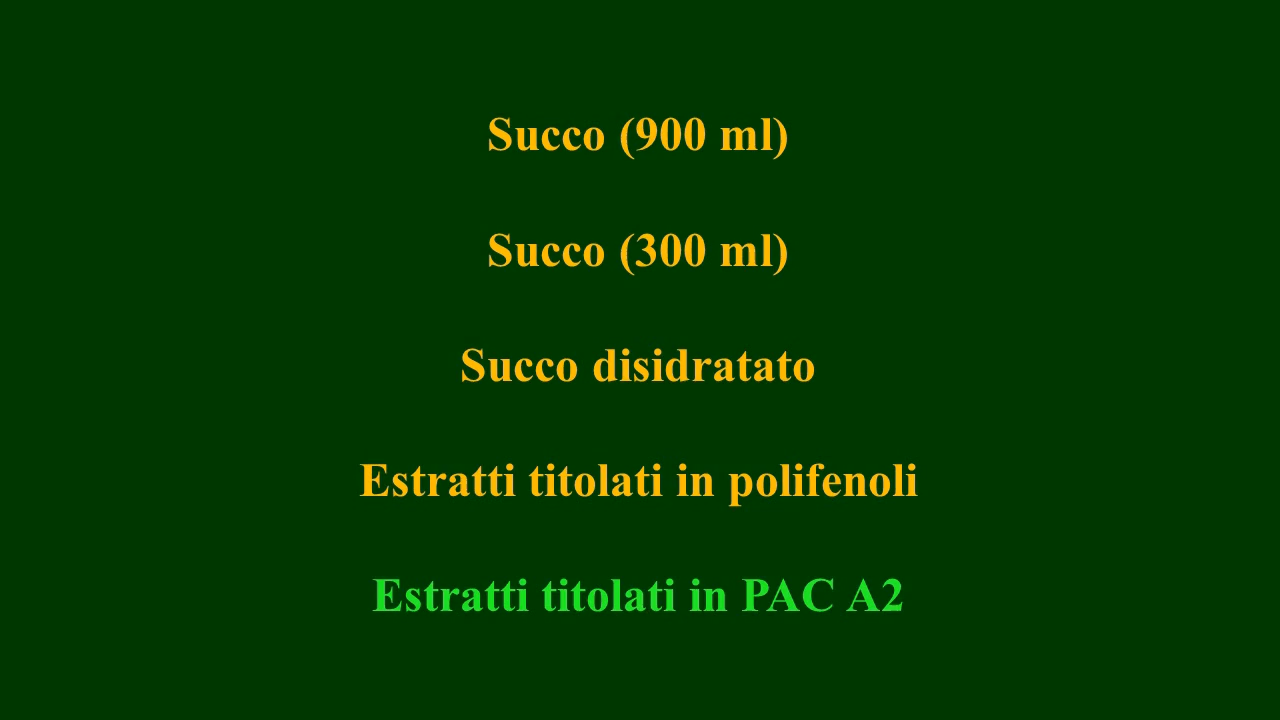 Succo (900 ml)
Succo (300 ml)
Succo disidratato
Estratti titolati in polifenoli
Estratti titolati in PAC A2